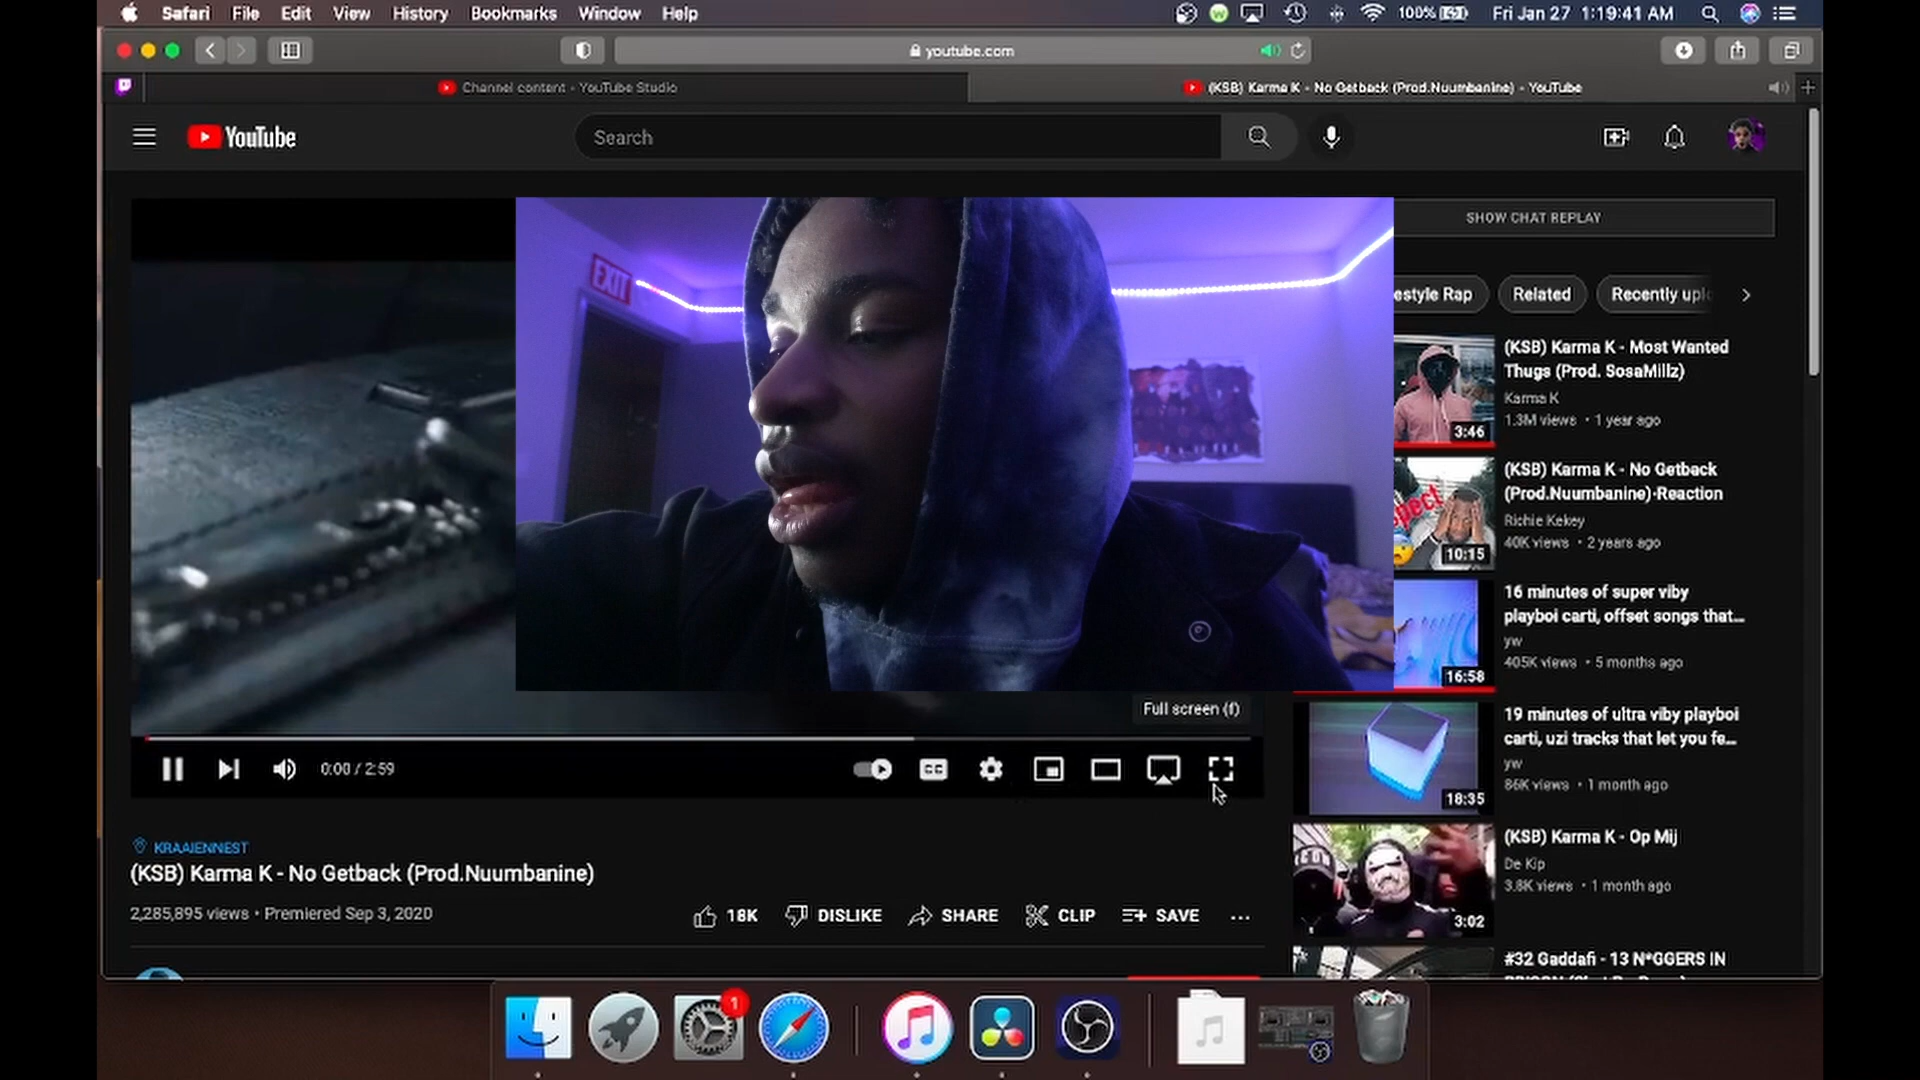 Safari File Edit View History Bookmarks Window Help
100% Fri Jan 27 1:19:41 AM
youtube.com
Channel content - YouTube Studio
(KSB) Karma K - No Getback (Prod.Nuumbanine) - YouTube
YouTube
Search
SHOW CHAT REPLAY
EXIT
estyle Rap
Related
Recently uplo
(KSB) Karma K - Most Wanted
Thugs (Prod. SosaMillz)
Karma K
1.3M views • 1 year ago
3:46
(KSB) Karma K - No Getback
(Prod.Nuumbanine)-Reaction
Richie Kekey
40K views • 2 years ago
pect
10:15
16 minutes of super viby
playboi carti, offset songs that...
yw
405K views • 5 months ago
16:58
19 minutes of ultra viby playboi
carti, uzi tracks that let you fe...
yw
86K views • 1 month ago
18:35
(KSB) Karma K - Op Mij
De Kip
3.8K views • 1 month ago
3:02
#32 Gaddafi - 13 N*GGERS IN
Full screen (f)
0:00 / 2:59
CC
KRAAIENNEST
(KSB) Karma K - No Getback (Prod.Nuumbanine)
2,285,895 views • Premiered Sep 3, 2020
18K DISLIKE SHARE CLIP SAVE ...
1